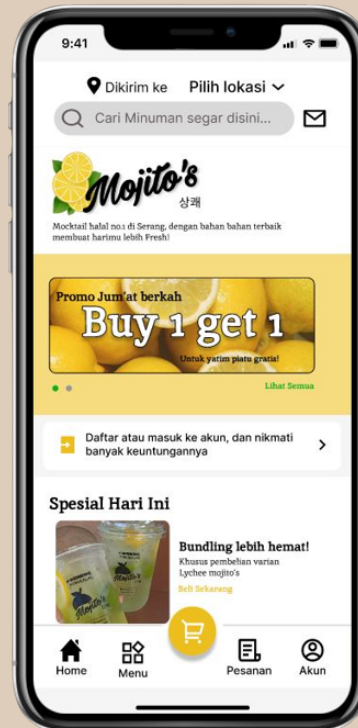 9:41
Dikirim ke Pilih lokasi
Cari Minuman segar disini...
Mojito's
상쾌
Mocktail halal no.1 di Serang, dengan bahan bahan terbaik
membuat harimu lebih Fresh!
Promo Jum'at berkah
Buy 1 get 1
Untuk yatim piatu gratis!
Lihat Semua
Daftar atau masuk ke akun, dan nikmati
banyak keuntungannya
Spesial Hari Ini
Bundling lebih hemat!
Khusus pembelian varian
Lychee mojito's
Beli Sekarang
Mojito's
Home
Menu
Pesanan
Akun